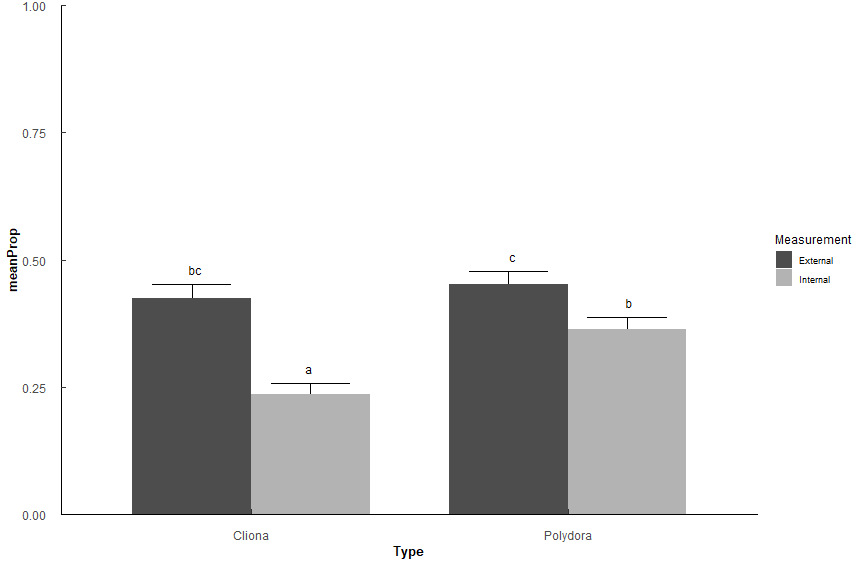 1.00
0.75
0.50
0.25
0.00
meanProp
bc
a
c
b
Cliona
Polydora
Type
Measurement
External
Internal